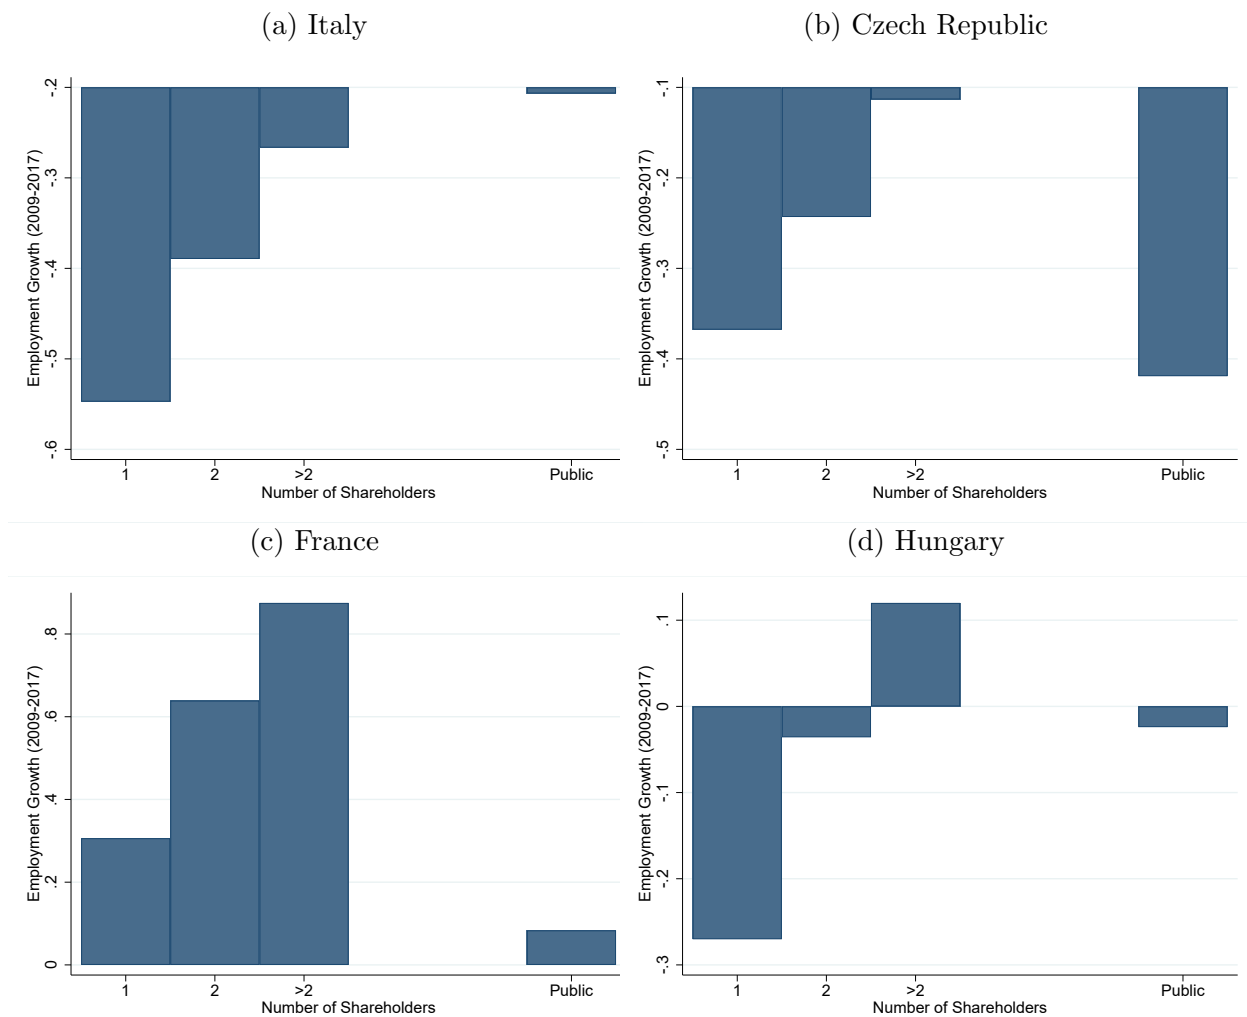 (a) Italy
Employment Growth (2009-2017)
-.2
-.3
-.4
-.5
-.6
1 2 >2 Public
Number of Shareholders
(b) Czech Republic
Employment Growth (2009-2017)
-.1
-.2
-.3
-.4
-.5
1 2 >2 Public
Number of Shareholders
(c) France
Employment Growth (2009-2017)
.8
.6
.4
.2
0
1 2 >2 Public
Number of Shareholders
(d) Hungary
Employment Growth (2009-2017)
.1
0
-.1
-.2
-.3
1 2 >2 Public
Number of Shareholders